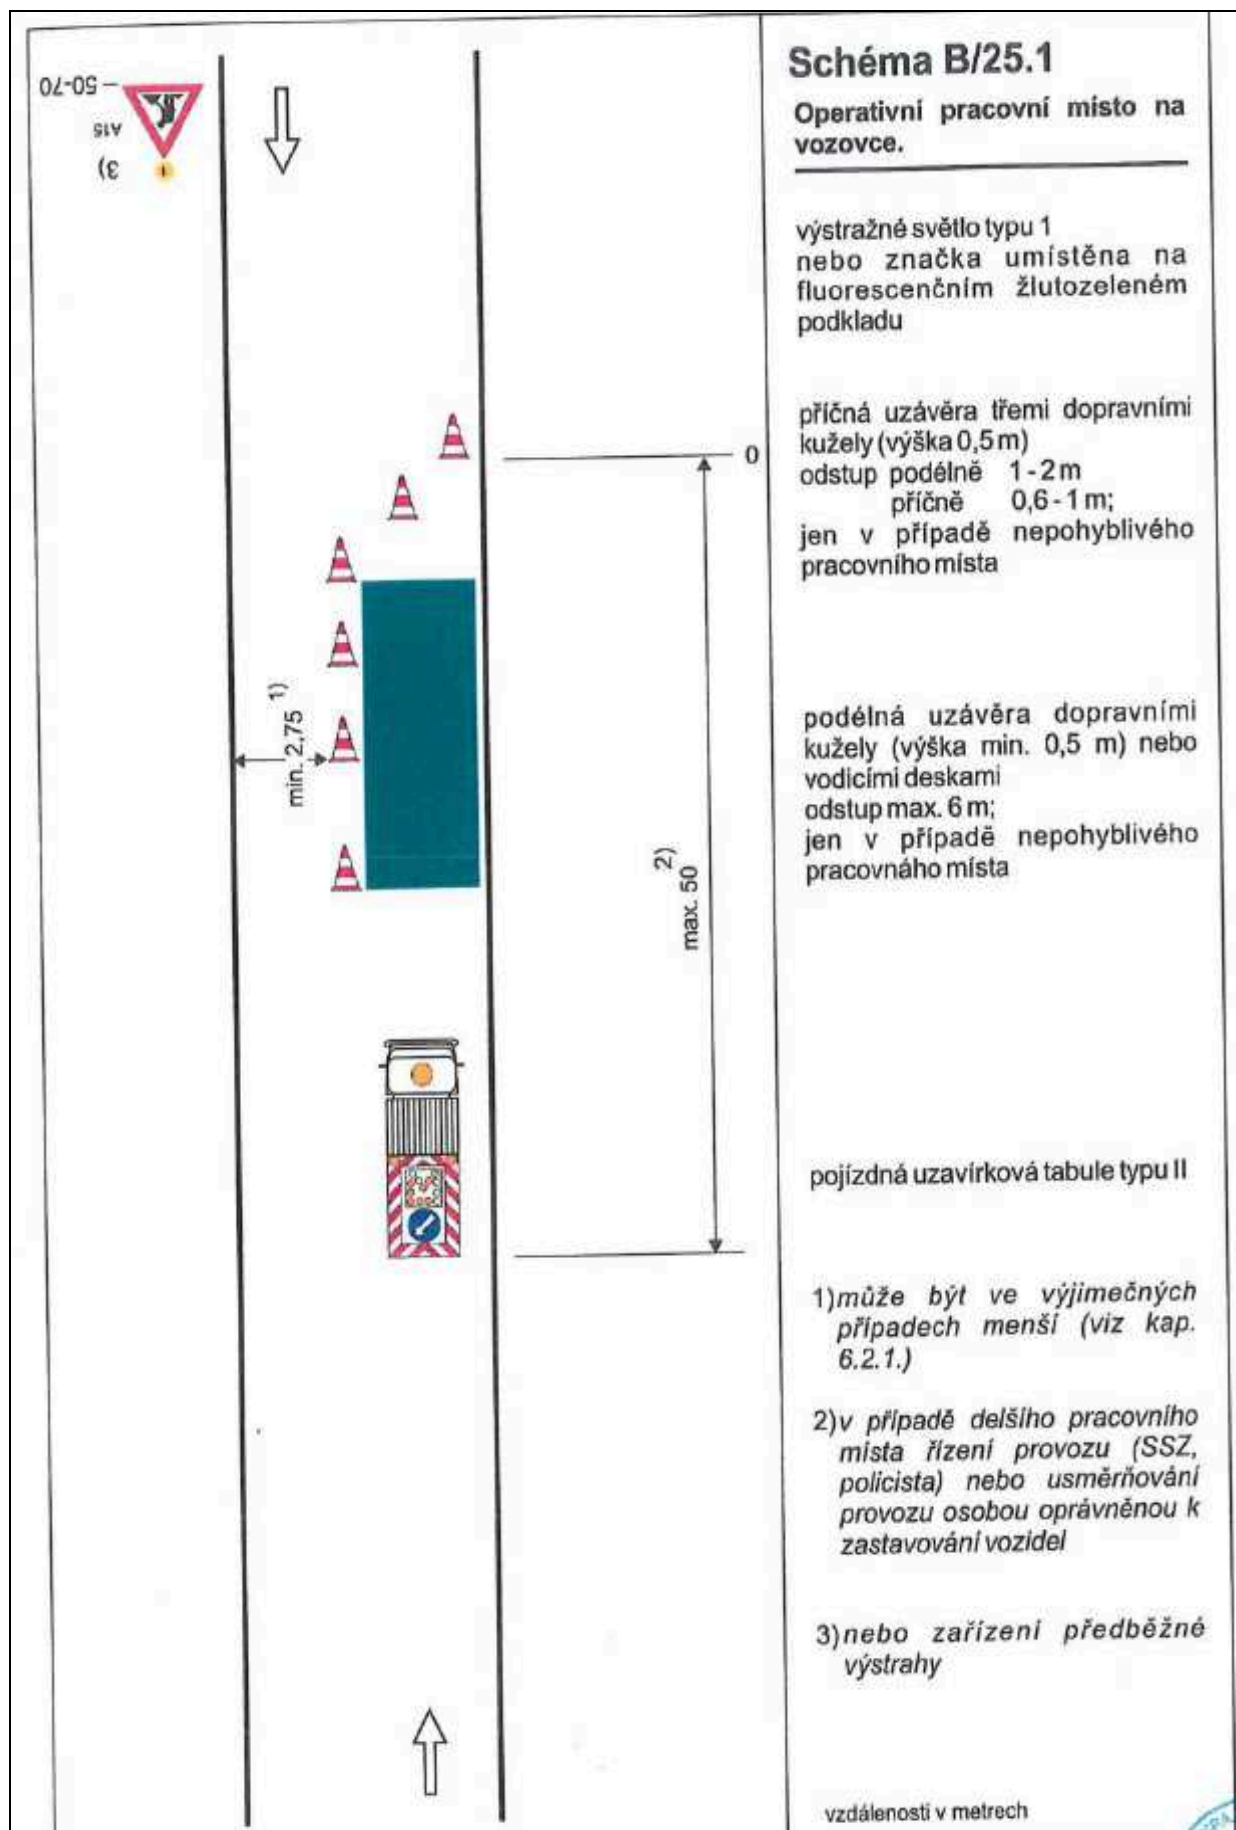 Schéma B/25.1
Operativní pracovní místo na
vozovce.
výstražné světlo typu 1
nebo značka umístěna na
fluorescenčním žlutozeleném
podkladu
příčná uzávěra třemi dopravními
kužely (výška 0,5 m)
odstup podélně 1 - 2 m
příčně 0,6 - 1 m;
jen v případě nepohyblivého
pracovního místa
podélná uzávěra dopravními
kužely (výška min. 0,5 m) nebo
vodicími deskami
odstup max. 6 m;
jen v případě nepohyblivého
pracovnáho místa
pojízdná uzavírková tabule typu II
1) může být ve výjimečných
případech menší (viz kap.
6.2.1.)
2) v případě delšího pracovního
místa řízení provozu (SSZ,
policista) nebo usměrňování
provozu osobou oprávněnou k
zastavování vozidel
3) nebo zařízení předběžné
výstrahy
vzdálenosti v metrech
50-70
A15
3)
0
min. 2,75 1)
max. 50 2)